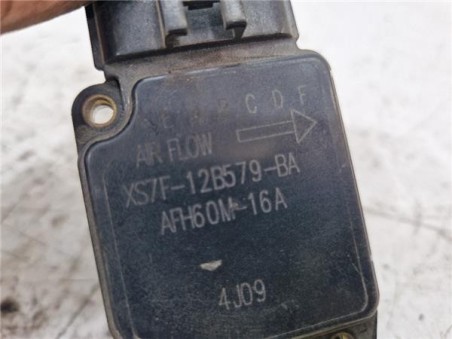 C D F
AIR FLOW
XS7F-12B579-BA
AFH60M-16A
4J09